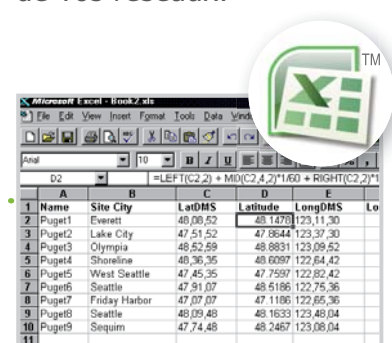 de vos réseaux.
TM
Microsoft Excel - Book2.xls
File Edit View Insert Format Tools Data
Arial 10 B I U
D2 =LEFT(C2,2) + MID(C2,4,2)*1/60 + RIGHT(C2,2)*1
A B C D E
1 Name Site City LatDMS Latitude LongDMS Lo
2 Puget1 Everett 48,08,52 48.1478 123,11,30
3 Puget2 Lake City 47,51,52 47.8644 123,37,30
4 Puget3 Olympia 48,52,59 48.8831 123,09,52
5 Puget4 Shoreline 48,36,35 48.6097 122,64,42
6 Puget5 West Seattle 47,45,35 47.7597 122,82,42
7 Puget6 Seattle 47,91,07 48.5186 122,75,36
8 Puget7 Friday Harbor 47,07,07 47.1186 122,65,36
9 Puget8 Seattle 48,09,48 48.1633 123,48,04
10 Puget9 Sequim 47,74,48 48.2467 123,08,04
11